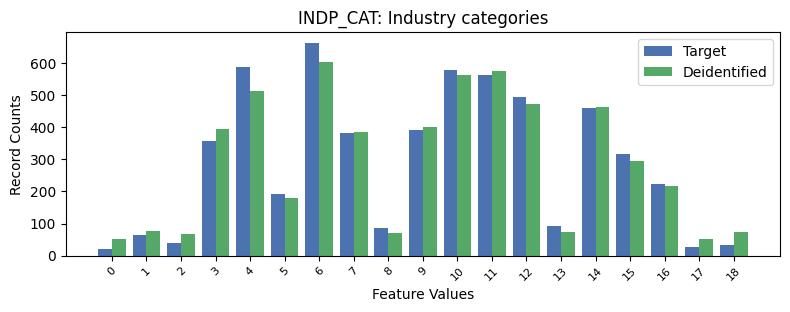 INDP_CAT: Industry categories
Target
Deidentified
Record Counts
600
500
400
300
200
100
0
0 1 2 3 4 5 6 7 8 9 10 11 12 13 14 15 16 17 18
Feature Values